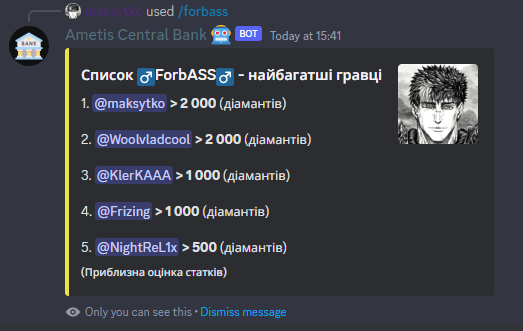 maksytko used /forbass
BANK
Ametis Central Bank 🤖 BOT Today at 15:41
Список ♂️ForbASS♂️ - найбагатші гравці
1. @maksytko > 2 000 (діамантів)
2. @Woolvladcool > 2 000 (діамантів)
3. @KlerKAAA > 1 000 (діамантів)
4. @Frizing > 1 000 (діамантів)
5. @NightReL1x > 500 (діамантів)
(Приблизна оцінка статків)
Only you can see this • Dismiss message